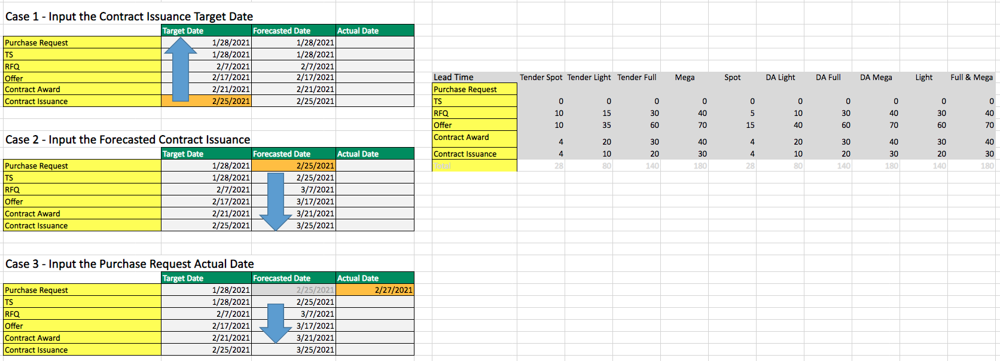 Case 1 - Input the Contract Issuance Target Date
Target Date Forecasted Date Actual Date
Purchase Request 1/28/2021 1/28/2021
TS 1/28/2021 1/28/2021
RFQ 2/7/2021 2/7/2021
Offer 2/17/2021 2/17/2021
Contract Award 2/21/2021 2/21/2021
Contract Issuance 2/25/2021 2/25/2021
Case 2 - Input the Forecasted Contract Issuance
Target Date Forecasted Date Actual Date
Purchase Request 1/28/2021 2/25/2021
TS 1/28/2021 2/25/2021
RFQ 2/7/2021 3/7/2021
Offer 2/17/2021 3/17/2021
Contract Award 2/21/2021 3/21/2021
Contract Issuance 2/25/2021 3/25/2021
Case 3 - Input the Purchase Request Actual Date
Target Date Forecasted Date Actual Date
Purchase Request 1/28/2021 2/25/2021 2/27/2021
TS 1/28/2021 2/25/2021
RFQ 2/7/2021 3/7/2021
Offer 2/17/2021 3/17/2021
Contract Award 2/21/2021 3/21/2021
Contract Issuance 2/25/2021 3/25/2021
Lead Time Tender Spot Tender Light Tender Full Mega Spot DA Light DA Full DA Mega Light Full & Mega
Purchase Request
TS 0 0 0 0 0 0 0 0 0 0
RFQ 10 15 30 40 5 10 30 40 30 40
Offer 10 35 60 70 15 40 60 70 60 70
Contract Award 4 20 30 40 4 20 30 40 30 40
Contract Issuance 4 10 20 30 4 10 20 30 20 30
Total 28 80 140 180 28 80 140 180 140 180